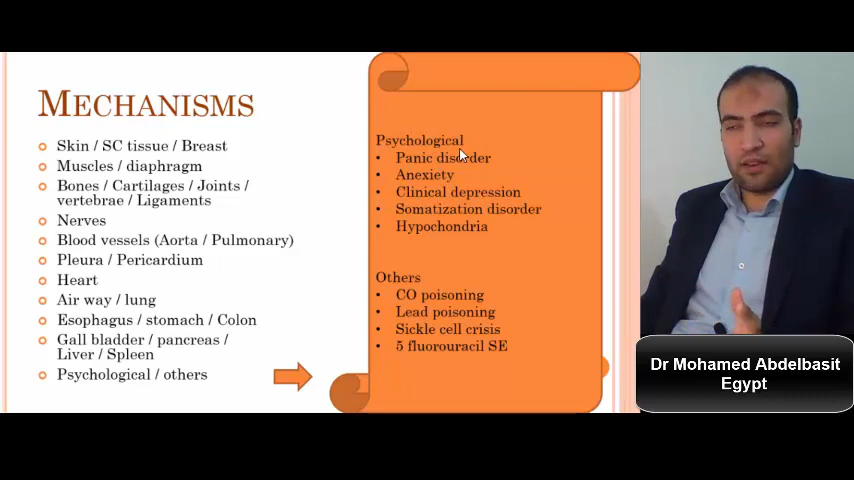 MECHANISMS
Skin / SC tissue / Breast
Muscles / diaphragm
Bones / Cartilages / Joints /
vertebrae / Ligaments
Nerves
Blood vessels (Aorta / Pulmonary)
Pleura / Pericardium
Heart
Air way / lung
Esophagus / stomach / Colon
Gall bladder / pancreas /
Liver / Spleen
Psychological / others
Psychological
• Panic disorder
• Anexiety
• Clinical depression
• Somatization disorder
• Hypochondria
Others
• CO poisoning
• Lead poisoning
• Sickle cell crisis
• 5 fluorouracil SE
Dr Mohamed Abdelbasit
Egypt